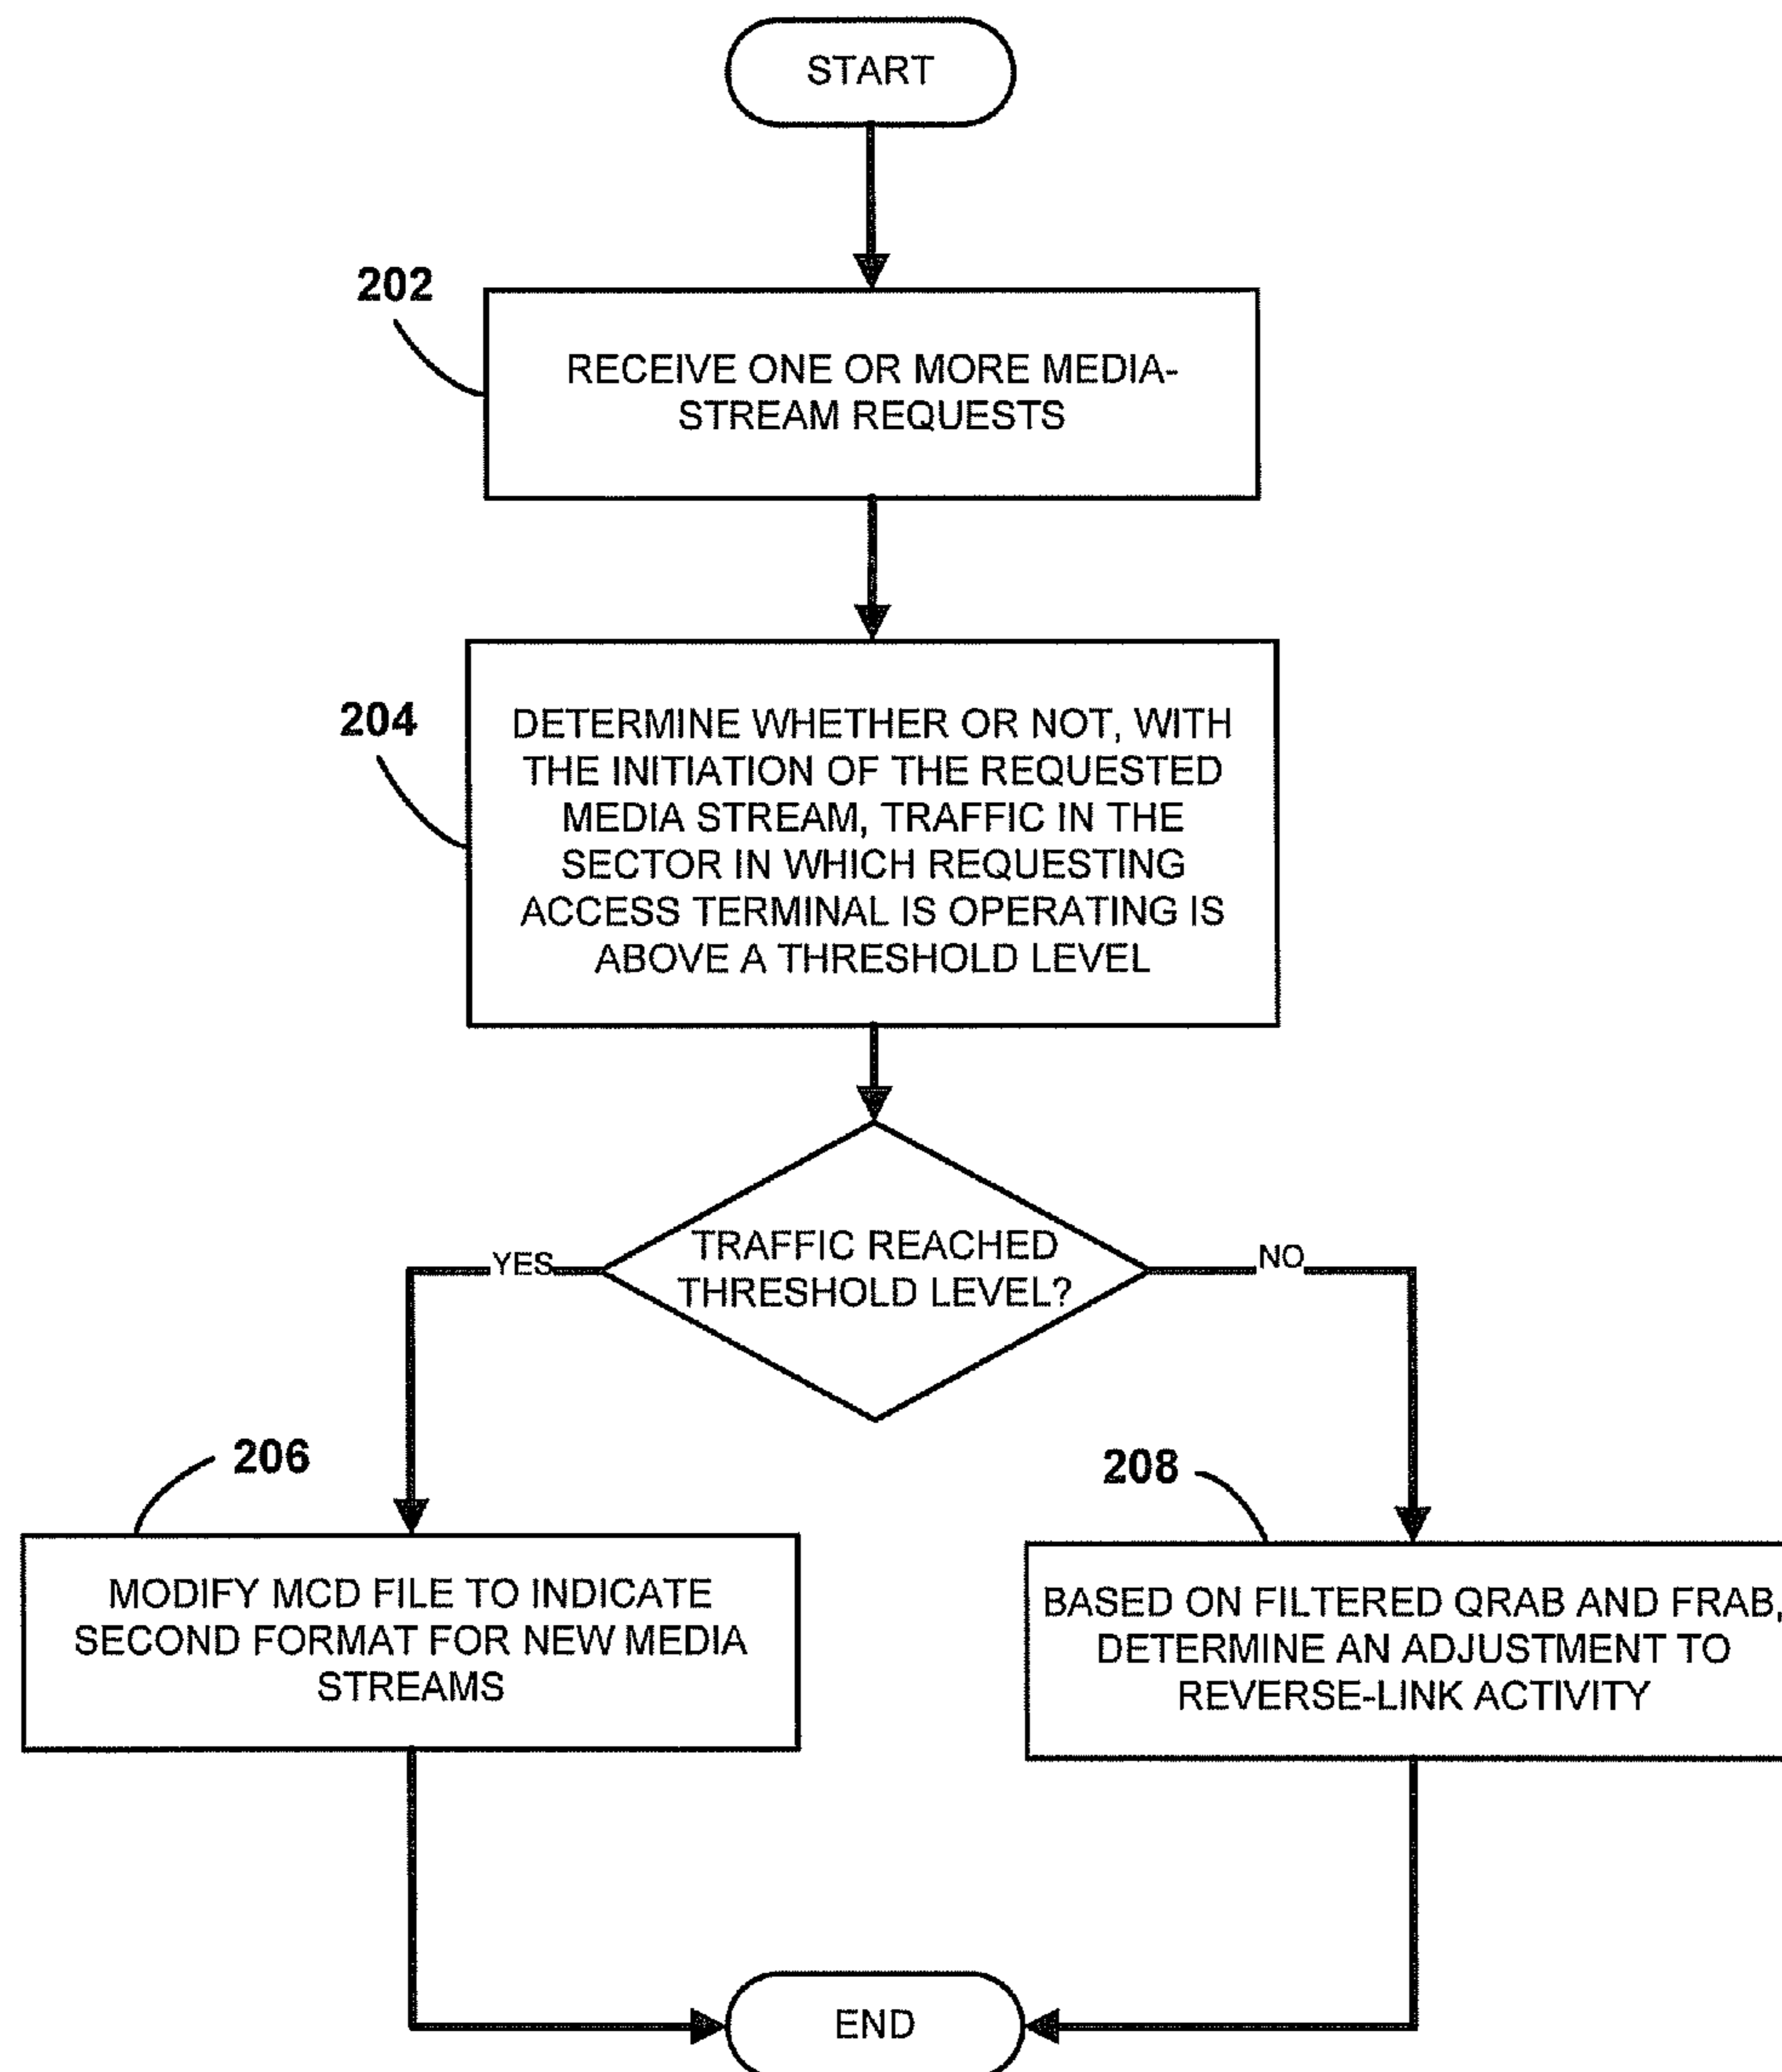 START
202
RECEIVE ONE OR MORE MEDIA-
STREAM REQUESTS
204
DETERMINE WHETHER OR NOT, WITH
THE INITIATION OF THE REQUESTED
MEDIA STREAM, TRAFFIC IN THE
SECTOR IN WHICH REQUESTING
ACCESS TERMINAL IS OPERATING IS
ABOVE A THRESHOLD LEVEL
TRAFFIC REACHED
THRESHOLD LEVEL?
YES
NO
206
MODIFY MCD FILE TO INDICATE
SECOND FORMAT FOR NEW MEDIA
STREAMS
208
BASED ON FILTERED QRAB AND FRAB,
DETERMINE AN ADJUSTMENT TO
REVERSE-LINK ACTIVITY
END